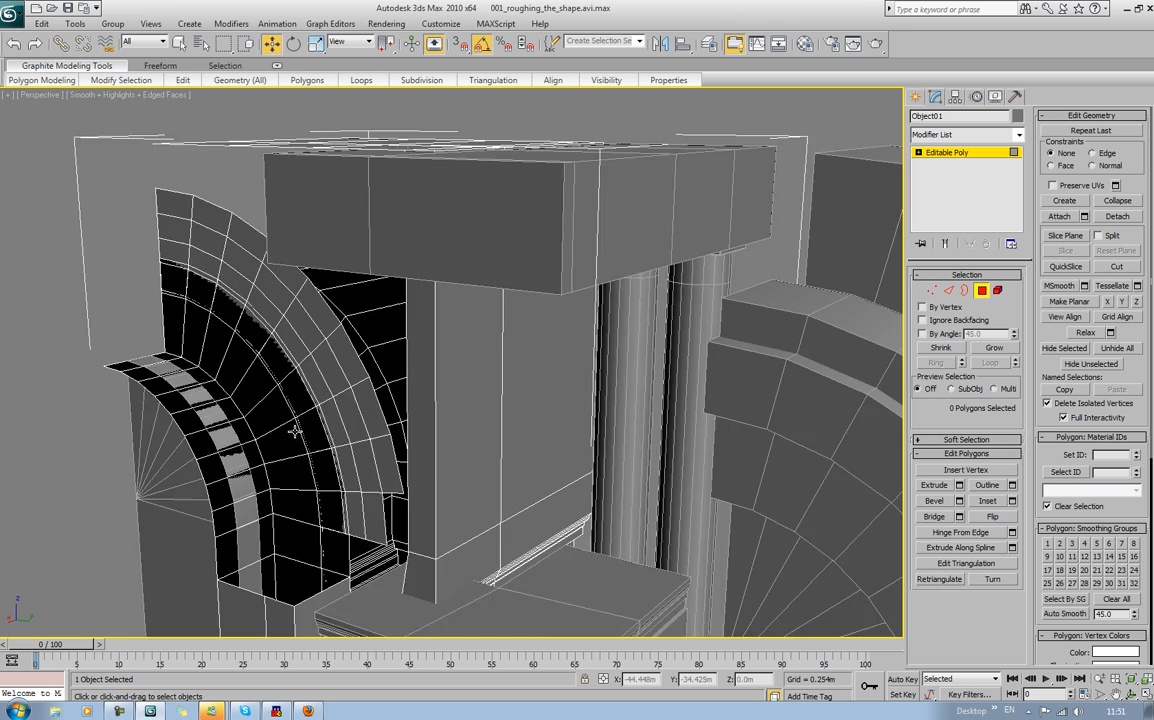 Autodesk 3ds Max 2010 x64 001_roughing_the_shape.avi.max
Type a keyword or phrase
Edit Tools Group Views Create Modifiers Animation Graph Editors Rendering Customize MAXScript Help
All View 3 Create Selection Se
Graphite Modeling Tools Freeform Selection
Polygon Modeling Modify Selection Edit Geometry (All) Polygons Loops Subdivision Triangulation Align Visibility Properties
[ + ] [ Perspective ] [ Smooth + Highlights + Edged Faces ]
Object01
Modifier List
Editable Poly
Selection
By Vertex
Ignore Backfacing
By Angle: 45.0
Shrink Grow
Ring Loop
Preview Selection
Off SubObj Multi
0 Polygons Selected
Soft Selection
Edit Polygons
Insert Vertex
Extrude Outline
Bevel Inset
Bridge Flip
Hinge From Edge
Extrude Along Spline
Edit Triangulation
Retriangulate Turn
Edit Geometry
Repeat Last
Constraints
None Edge
Face Normal
Preserve UVs
Create Collapse
Attach Detach
Slice Plane Split
Slice Reset Plane
QuickSlice Cut
MSmooth Tessellate
Make Planar X Y Z
View Align Grid Align
Relax
Hide Selected Unhide All
Hide Unselected
Named Selections:
Copy Paste
Delete Isolated Vertices
Full Interactivity
Polygon: Material IDs
Set ID:
Select ID
Clear Selection
Polygon: Smoothing Groups
1 2 3 4 5 6 7 8
9 10 11 12 13 14 15 16
17 18 19 20 21 22 23 24
25 26 27 28 29 30 31 32
Select By SG Clear All
Auto Smooth 45.0
Polygon: Vertex Colors
Color:
z
x y
< 0 / 100 >
0 5 10 15 20 25 30 35 40 45 50 55 60 65 70 75 80 85 90 95 100
1 Object Selected X: -44.448m Y: -34.425m Z: 0.0m Grid = 0.254m Auto Key Selected
Welcome to M Click or click-and-drag to select objects Add Time Tag Set Key Key Filters... 0
Desktop EN 11:51